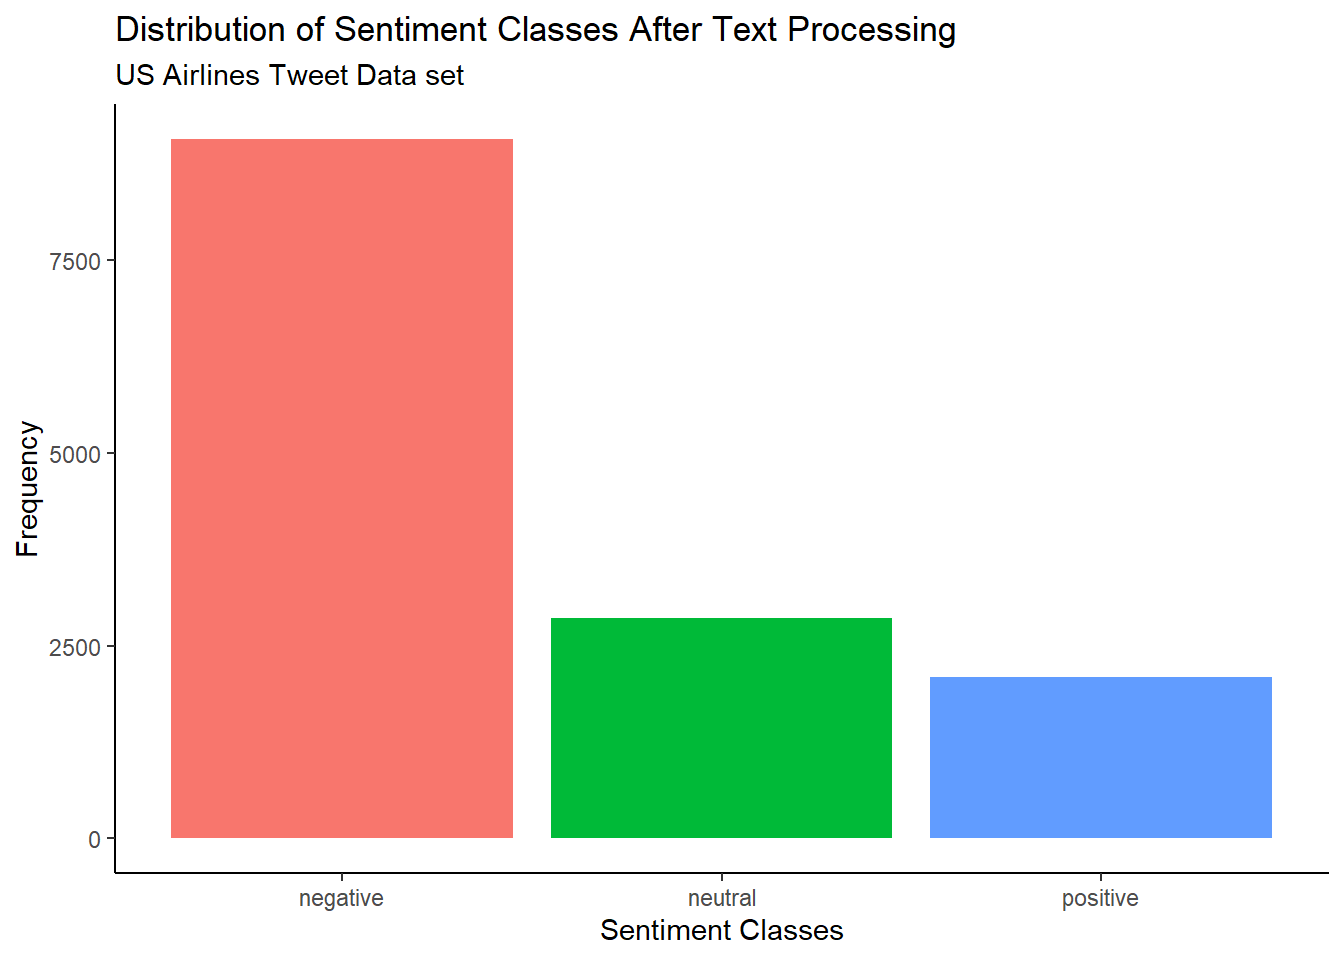 Distribution of Sentiment Classes After Text Processing
US Airlines Tweet Data set
Frequency
7500
5000
2500
0
negative
neutral
positive
Sentiment Classes